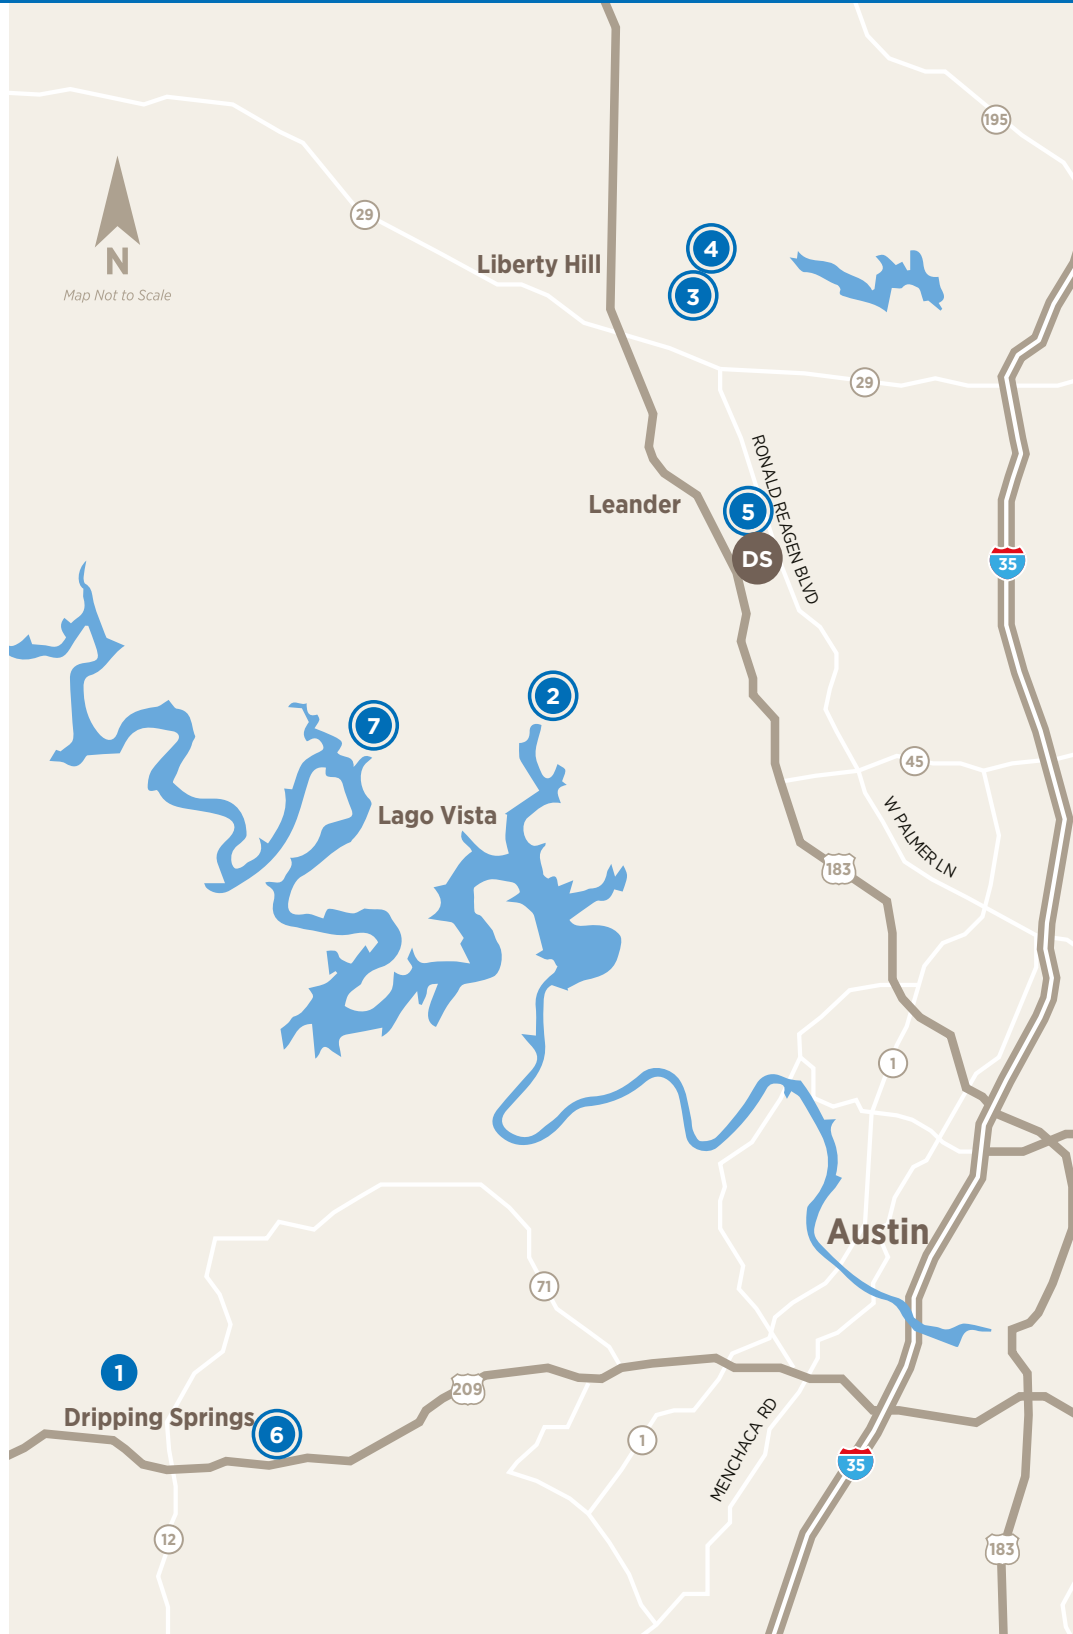 195
29
N
Map Not to Scale
Liberty Hill
4
3
29
RONALD REAGEN BLVD
Leander
5
DS
35
2
7
45
Lago Vista
W PALMER LN
183
1
Austin
71
1
209
Dripping Springs
6
MENCHACA RD
1
35
12
183